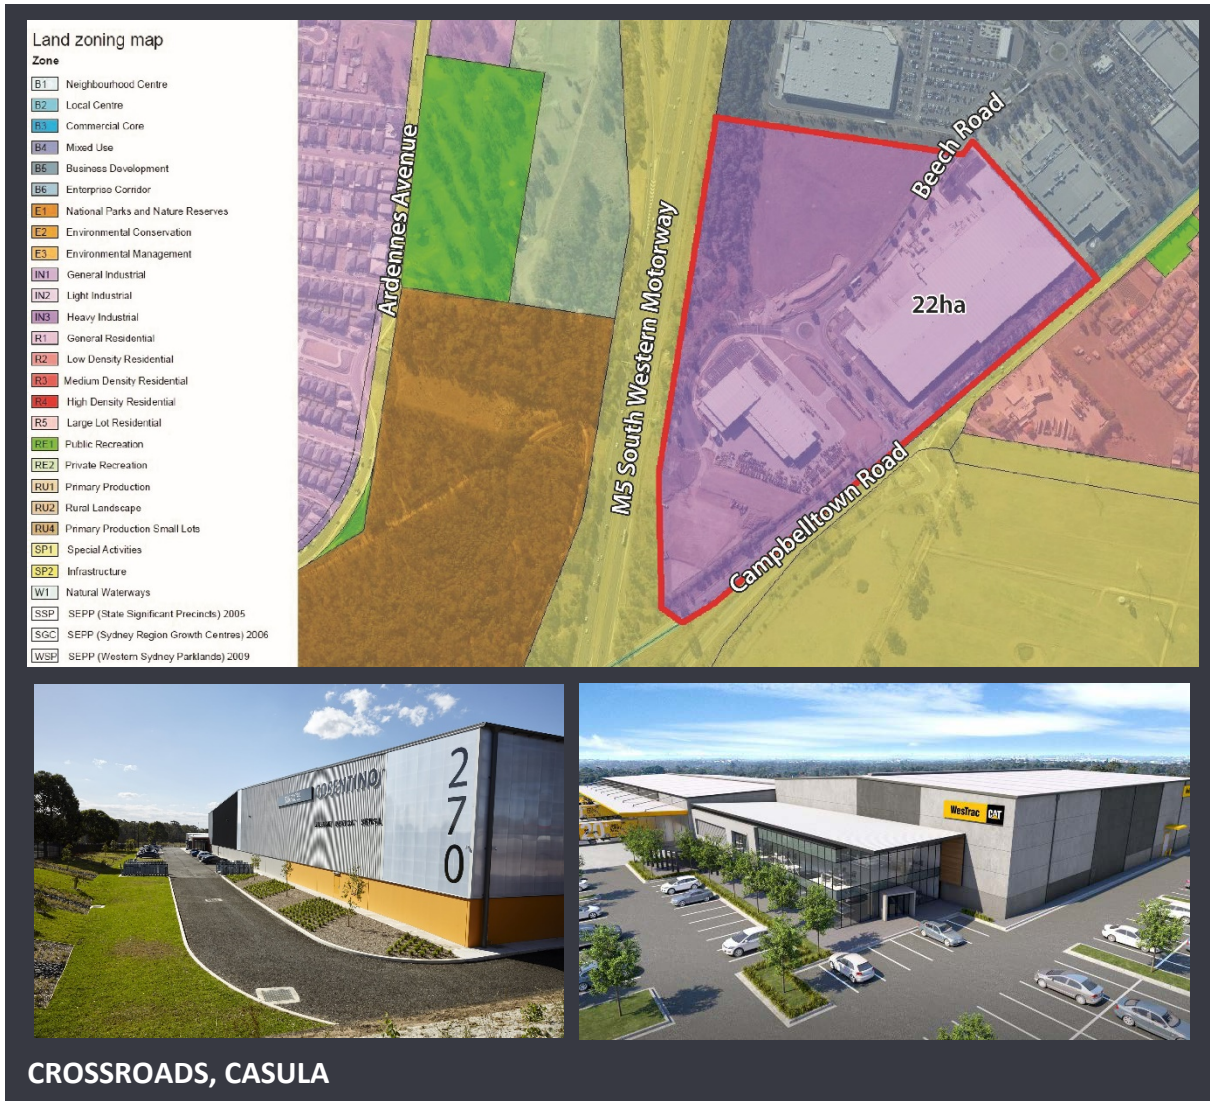 Land zoning map
Zone
B1 Neighbourhood Centre
B2 Local Centre
B3 Commercial Core
B4 Mixed Use
B5 Business Development
B6 Enterprise Corridor
E1 National Parks and Nature Reserves
E2 Environmental Conservation
E3 Environmental Management
IN1 General Industrial
IN2 Light Industrial
IN3 Heavy Industrial
R1 General Residential
R2 Low Density Residential
R3 Medium Density Residential
R4 High Density Residential
R5 Large Lot Residential
RE1 Public Recreation
RE2 Private Recreation
RU1 Primary Production
RU2 Rural Landscape
RU4 Primary Production Small Lots
SP1 Special Activities
SP2 Infrastructure
W1 Natural Waterways
SSP SEPP (State Significant Precincts) 2005
SGC SEPP (Sydney Region Growth Centres) 2006
WSP SEPP (Western Sydney Parklands) 2009
Ardennes Avenue
M5 South Western Motorway
Beech Road
22ha
Campbelltown Road
COSENTINO
270
WesTrac CAT
CROSSROADS, CASULA